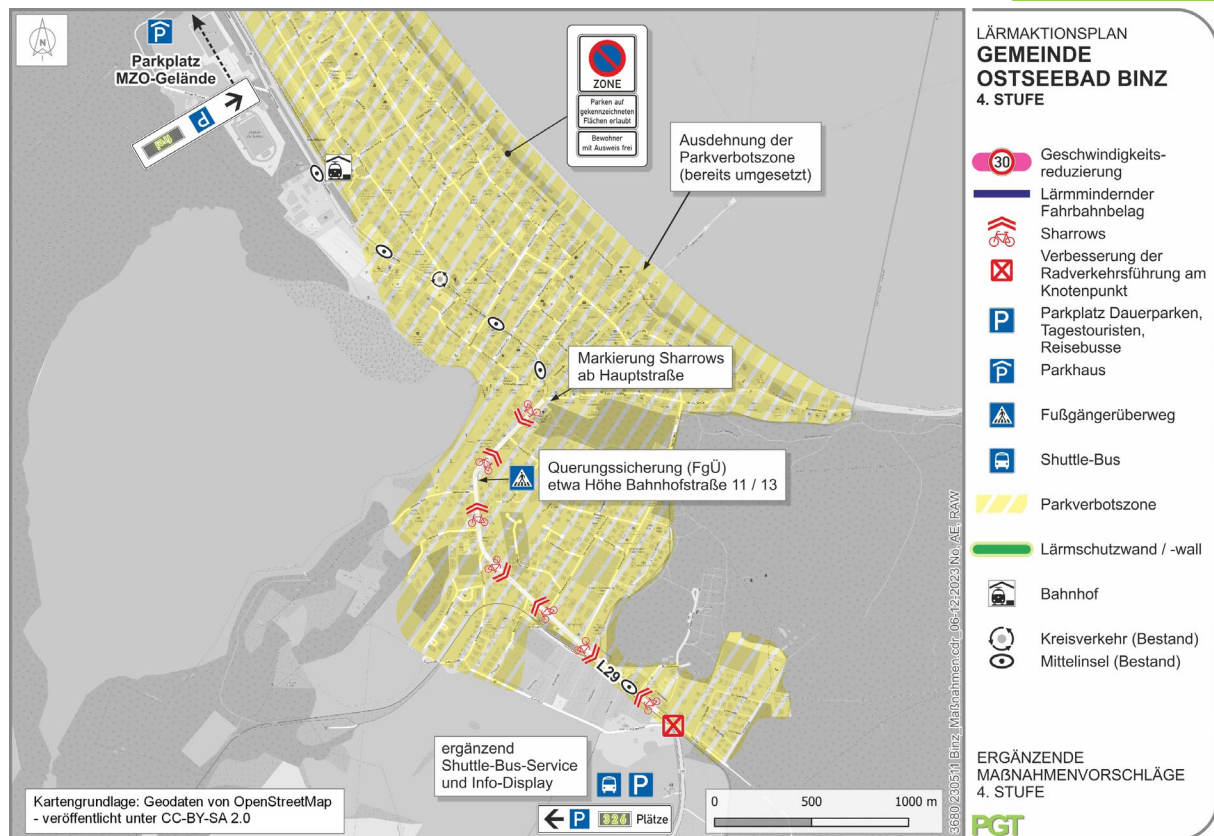 N
P
Parkplatz
MZO-Gelände
frei P
ZONE
Parken auf
gekennzeichneten
Flächen erlaubt
Bewohner
mit Ausweis frei
Ausdehnung der
Parkverbotszone
(bereits umgesetzt)
Markierung Sharrows
ab Hauptstraße
Querungssicherung (FgÜ)
etwa Höhe Bahnhofstraße 11 / 13
L29
ergänzend
Shuttle-Bus-Service
und Info-Display
P
P 326 Plätze
0 500 1000 m
Kartengrundlage: Geodaten von OpenStreetMap
- veröffentlicht unter CC-BY-SA 2.0
3680 230511 Binz_Maßnahmen.cdr_06-12-2023 No, AE, RAW
LÄRMAKTIONSPLAN
GEMEINDE
OSTSEEBAD BINZ
4. STUFE
30
Geschwindigkeits-
reduzierung
Lärmmindernder
Fahrbahnbelag
Sharrows
Verbesserung der
Radverkehrsführung am
Knotenpunkt
P
Parkplatz Dauerparken,
Tagestouristen,
Reisebusse
P
Parkhaus
Fußgängerüberweg
Shuttle-Bus
Parkverbotszone
Lärmschutzwand / -wall
Bahnhof
Kreisverkehr (Bestand)
Mittelinsel (Bestand)
ERGÄNZENDE
MAßNAHMENVORSCHLÄGE
4. STUFE
PGT